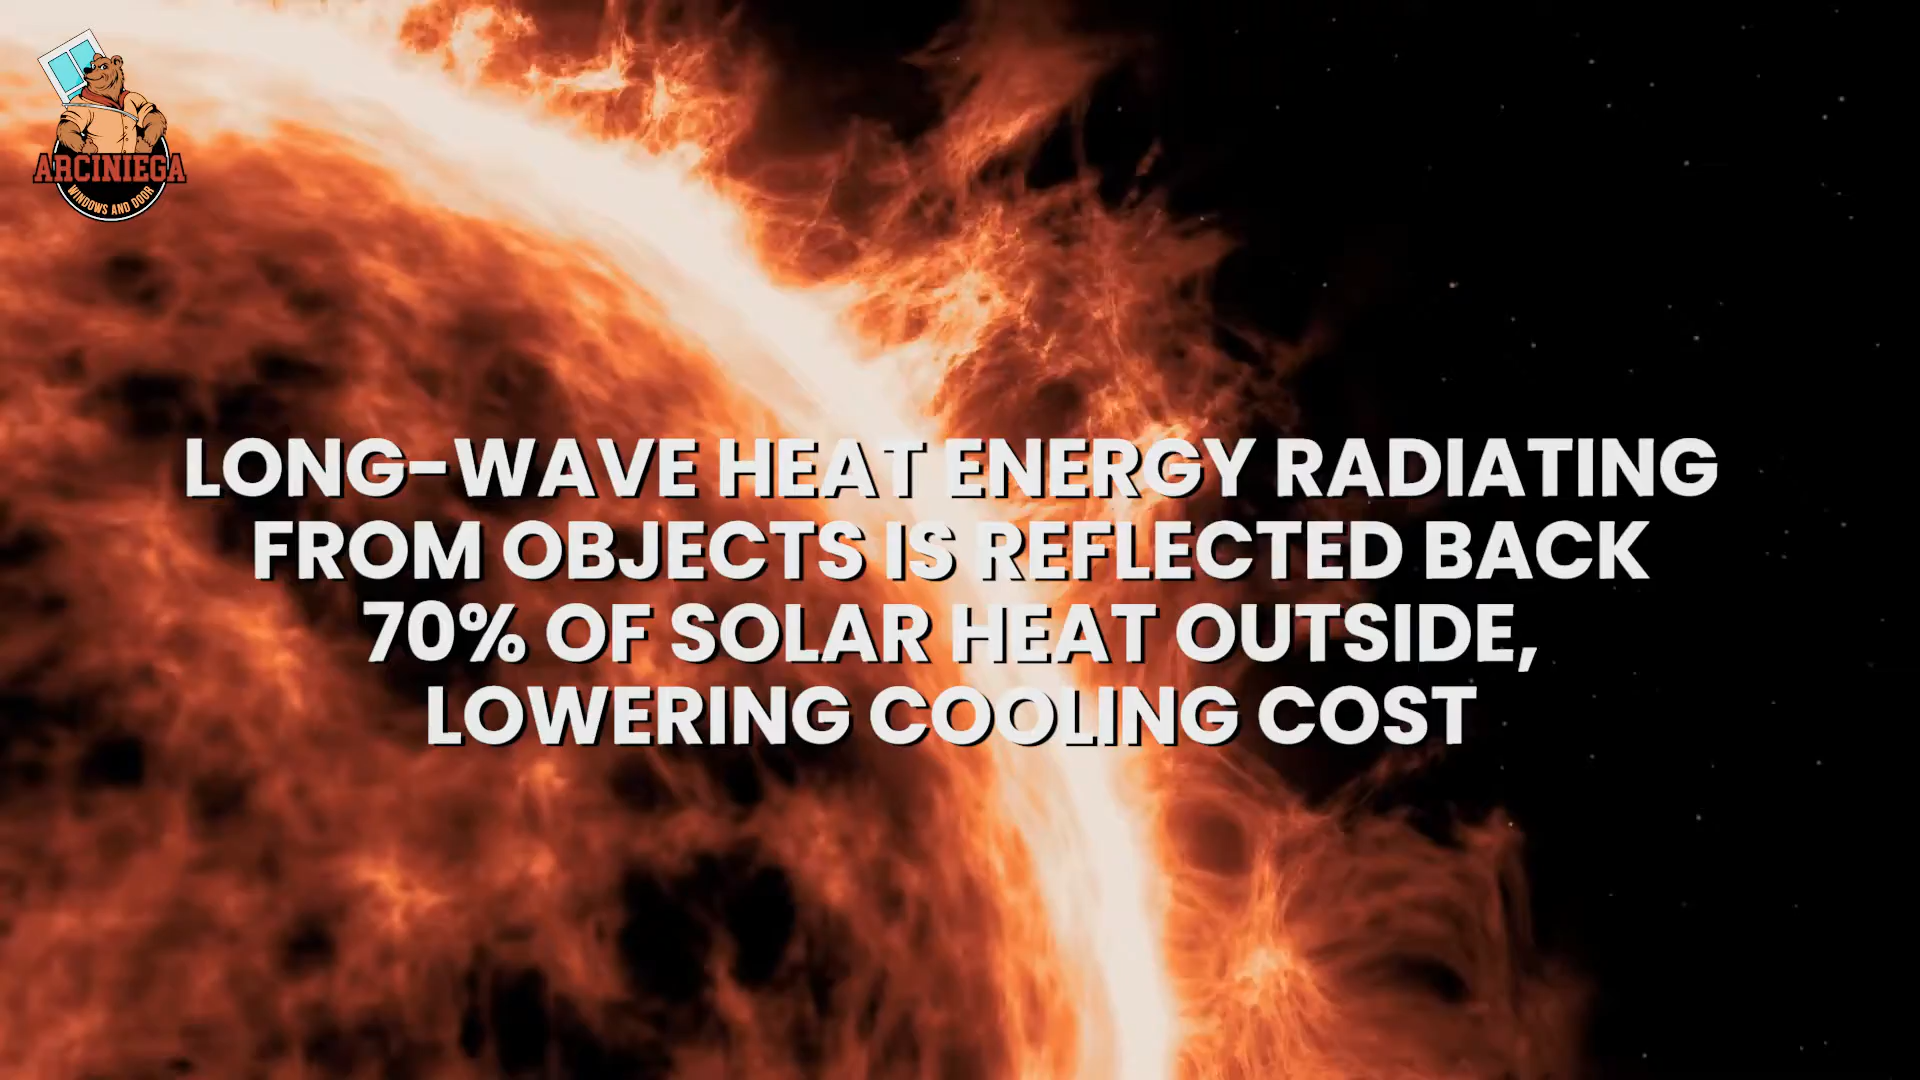 ARCINIEGA
WINDOWS AND DOOR
LONG-WAVE HEAT ENERGY RADIATING
FROM OBJECTS IS REFLECTED BACK
70% OF SOLAR HEAT OUTSIDE,
LOWERING COOLING COST